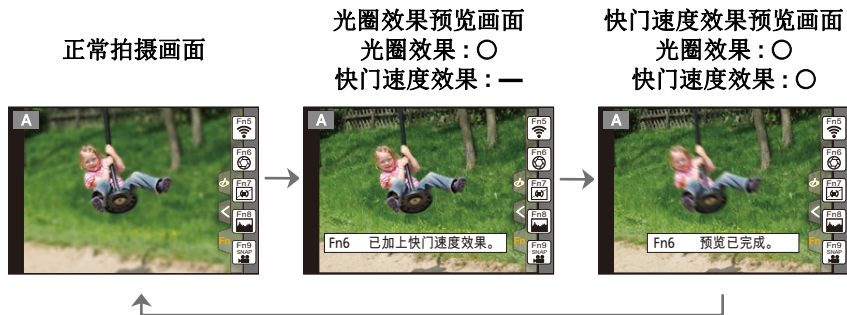 正常拍摄画面
光圈效果预览画面
光圈效果 : ○
快门速度效果 : —
快门速度效果预览画面
光圈效果 : ○
快门速度效果 : ○
A
Fn5
Fn6
Fn7
Fn8
Fn
Fn9
SNAP
A
Fn5
Fn6
Fn7
Fn8
Fn6 已加上快门速度效果。
Fn
Fn9
SNAP
A
Fn5
Fn6
Fn7
Fn8
Fn6 预览已完成。
Fn
Fn9
SNAP